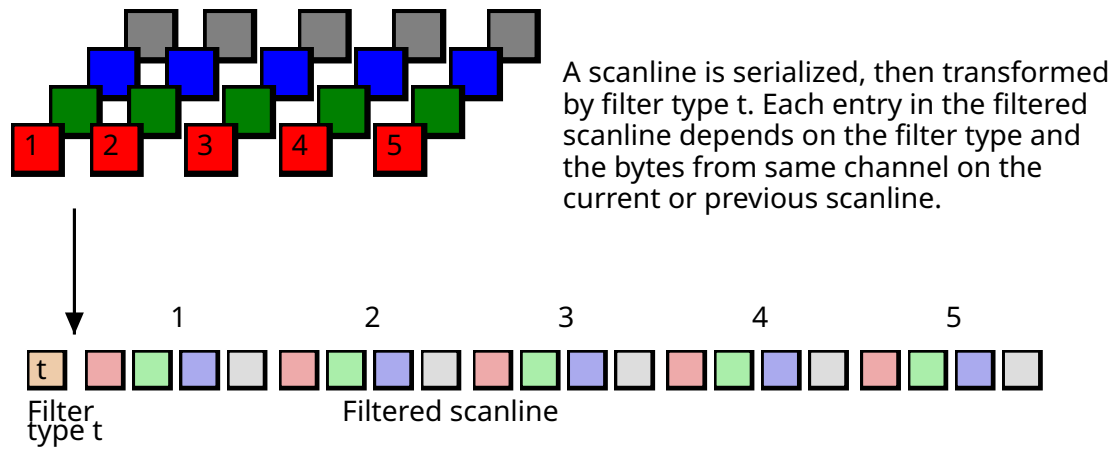 1 2 3 4 5
A scanline is serialized, then transformed
by filter type t. Each entry in the filtered
scanline depends on the filter type and
the bytes from same channel on the
current or previous scanline.
1 2 3 4 5
t
Filter
type t
Filtered scanline